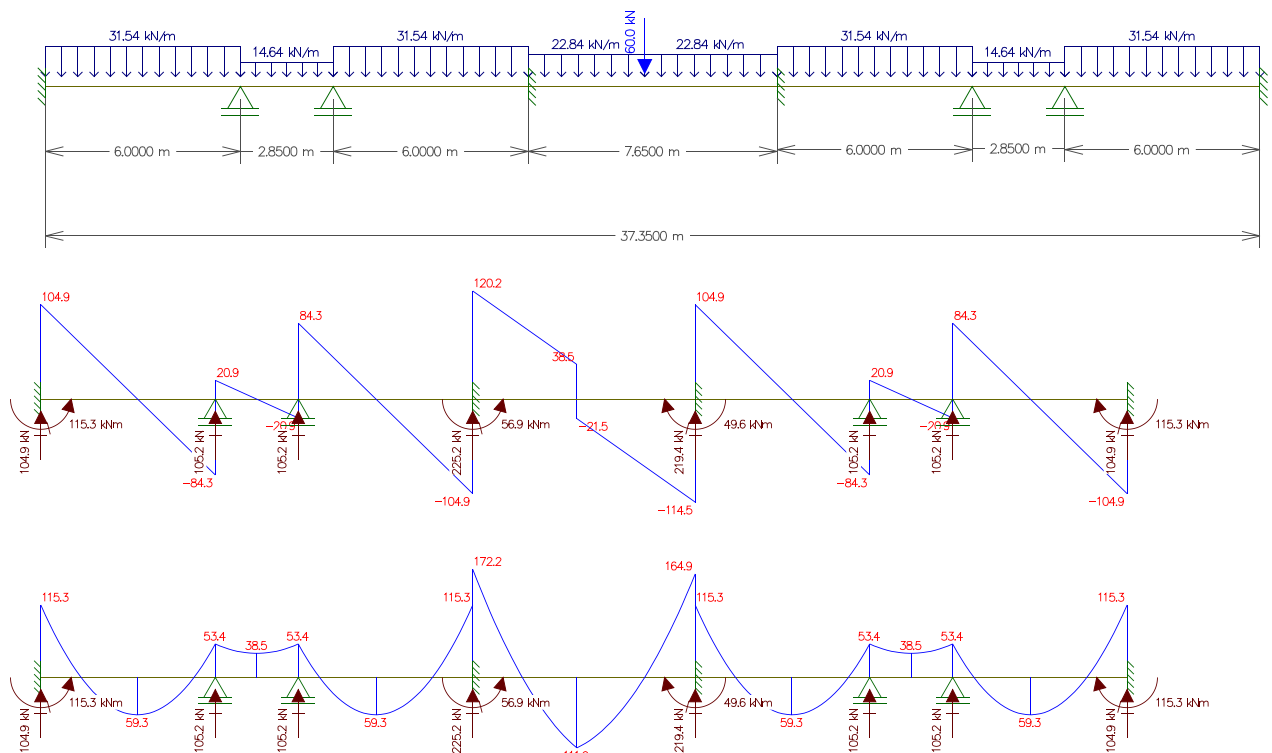 31.54 kN/m 14.64 kN/m 31.54 kN/m 22.84 kN/m 60.0 kN 22.84 kN/m 31.54 kN/m 14.64 kN/m 31.54 kN/m
6.0000 m 2.8500 m 6.0000 m 7.6500 m 6.0000 m 2.8500 m 6.0000 m
37.3500 m
104.9 84.3 120.2 104.9 84.3
20.9 38.5 20.9
115.3 kNm -20.9 56.9 kNm -21.5 49.6 kNm -20.9 115.3 kNm
104.9 kN 105.2 kN 105.2 kN 225.2 kN 219.4 kN 105.2 kN 105.2 kN 104.9 kN
-84.3 -104.9 -114.5 -84.3 -104.9
172.2 164.9
115.3 115.3 115.3 115.3
53.4 38.5 53.4 53.4 38.5 53.4
115.3 kNm 56.9 kNm 49.6 kNm 115.3 kNm
104.9 kN 59.3 105.2 kN 105.2 kN 59.3 225.2 kN 219.4 kN 59.3 105.2 kN 105.2 kN 59.3 104.9 kN